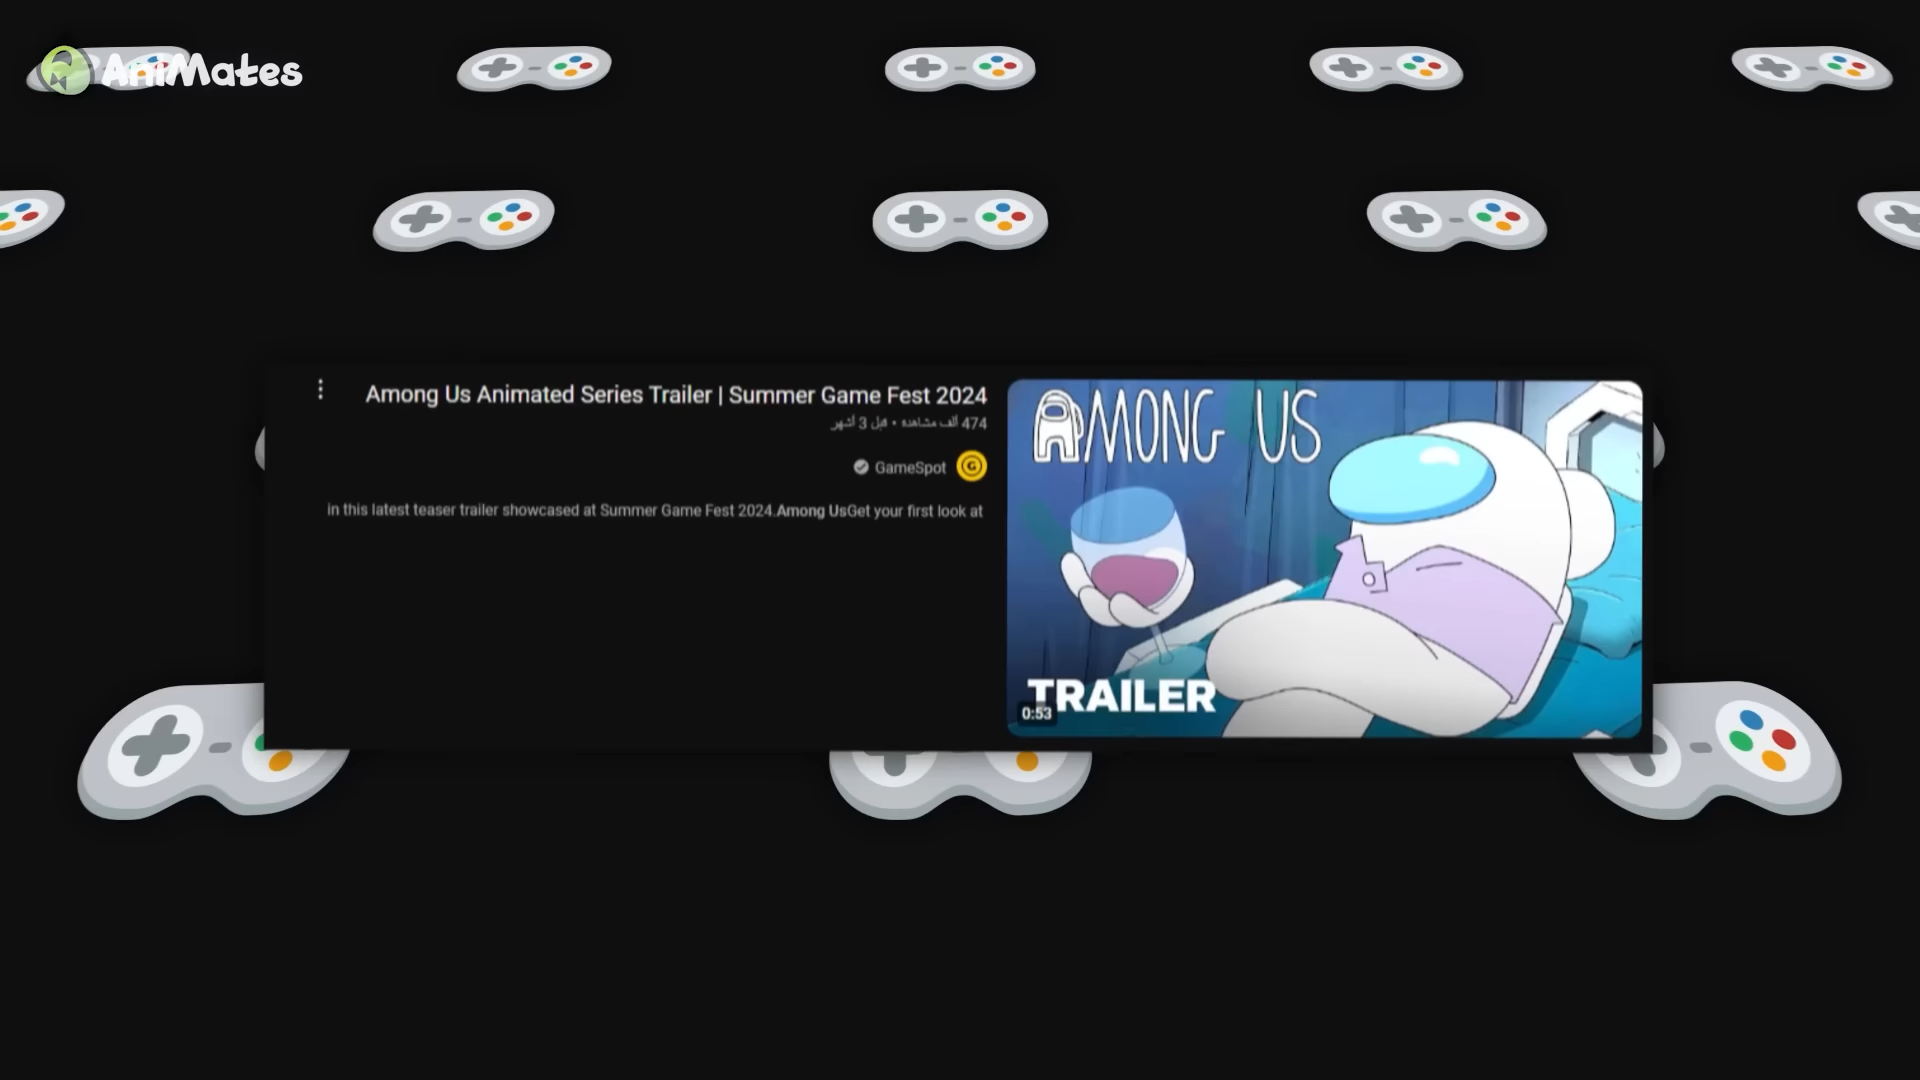 AniMates
Among Us Animated Series Trailer | Summer Game Fest 2024
474 ألف مشاهدة • قبل 3 أشهر
GameSpot
in this latest teaser trailer showcased at Summer Game Fest 2024.Among UsGet your first look at
AMONG US
TRAILER
0:53